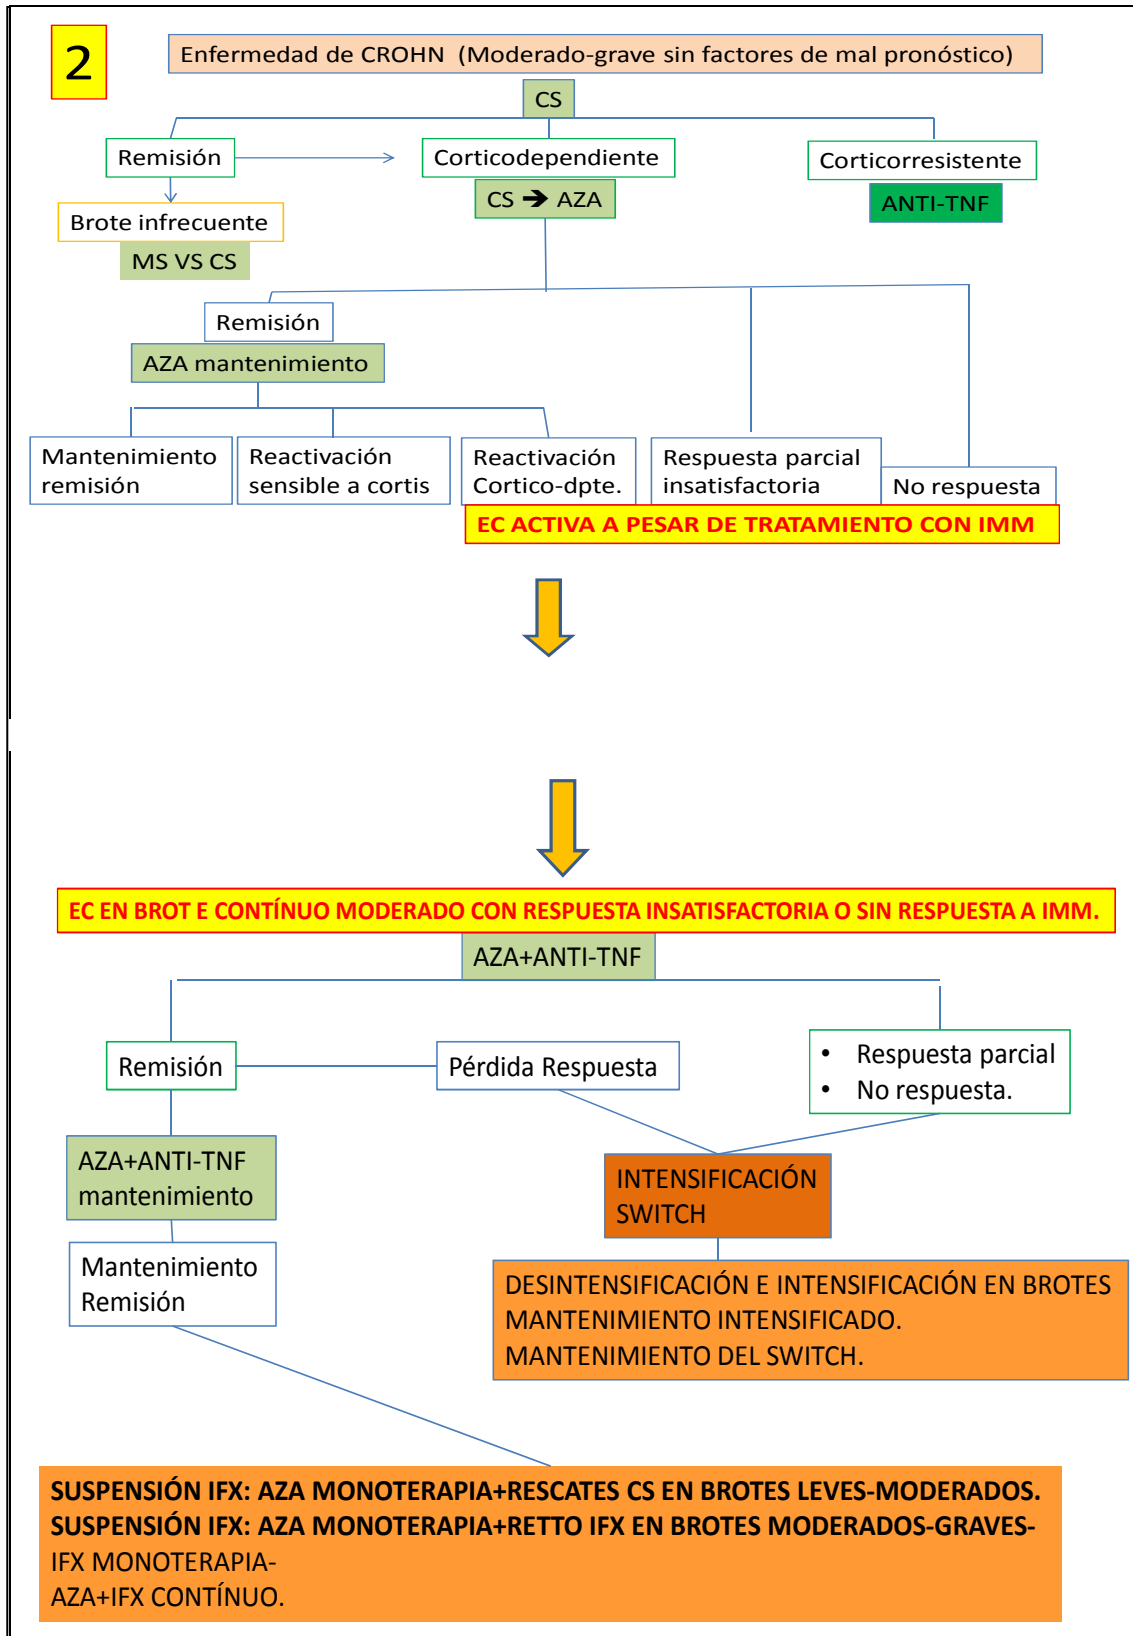 2
Enfermedad de CROHN (Moderado-grave sin factores de mal pronóstico)
CS
Remisión
Corticodependiente
Corticorresistente
CS ➔ AZA
ANTI-TNF
Brote infrecuente
MS VS CS
Remisión
AZA mantenimiento
Mantenimiento
remisión
Reactivación
sensible a cortis
Reactivación
Cortico-dpte.
Respuesta parcial
insatisfactoria
No respuesta
EC ACTIVA A PESAR DE TRATAMIENTO CON IMM
EC EN BROT E CONTÍNUO MODERADO CON RESPUESTA INSATISFACTORIA O SIN RESPUESTA A IMM.
AZA+ANTI-TNF
Remisión
Pérdida Respuesta
• Respuesta parcial
• No respuesta.
AZA+ANTI-TNF
mantenimiento
INTENSIFICACIÓN
SWITCH
Mantenimiento
Remisión
DESINTENSIFICACIÓN E INTENSIFICACIÓN EN BROTES
MANTENIMIENTO INTENSIFICADO.
MANTENIMIENTO DEL SWITCH.
SUSPENSIÓN IFX: AZA MONOTERAPIA+RESCATES CS EN BROTES LEVES-MODERADOS.
SUSPENSIÓN IFX: AZA MONOTERAPIA+RETTO IFX EN BROTES MODERADOS-GRAVES-
IFX MONOTERAPIA-
AZA+IFX CONTÍNUO.